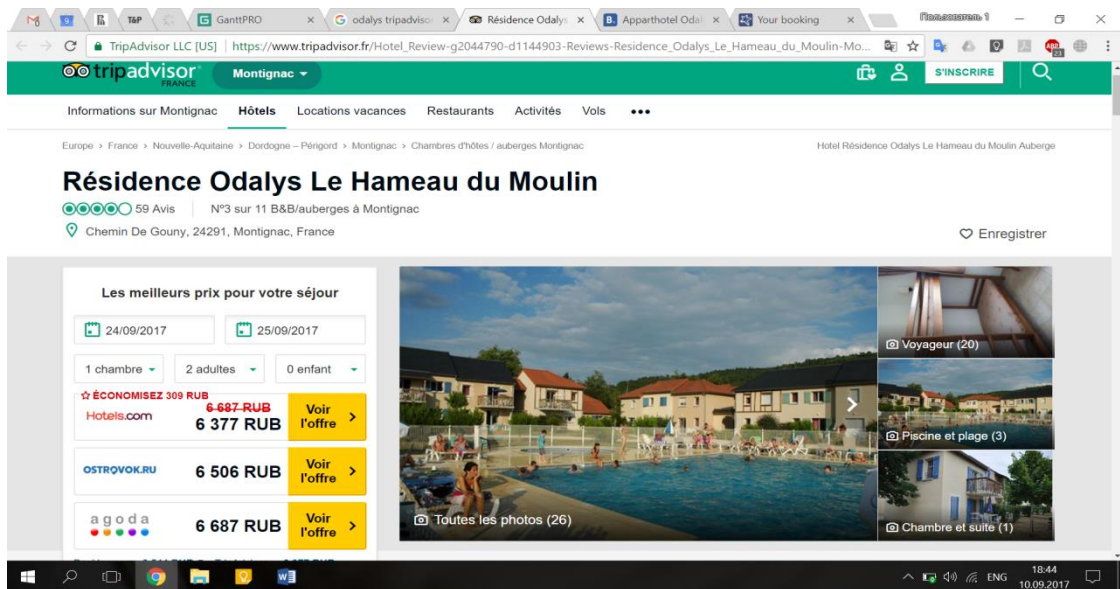 T&P
GanttPRO
odalys tripadviso
Résidence Odalys
Apparthotel Odal
Your booking
Пользователь 1
TripAdvisor LLC [US] | https://www.tripadvisor.fr/Hotel_Review-g2044790-d1144903-Reviews-Residence_Odalys_Le_Hameau_du_Moulin-Mo...
ABP
23
tripadvisor®
FRANCE
Montignac
S'INSCRIRE
Informations sur Montignac Hôtels Locations vacances Restaurants Activités Vols
Europe > France > Nouvelle-Aquitaine > Dordogne – Périgord > Montignac > Chambres d'hôtes / auberges Montignac
Hotel Résidence Odalys Le Hameau du Moulin Auberge
Résidence Odalys Le Hameau du Moulin
59 Avis | N°3 sur 11 B&B/auberges à Montignac
Chemin De Gouny, 24291, Montignac, France
Enregistrer
Les meilleurs prix pour votre séjour
24/09/2017 25/09/2017
1 chambre 2 adultes 0 enfant
ÉCONOMISEZ 309 RUB
Hotels.com
6 687 RUB
6 377 RUB
Voir
l'offre
OSTROVOK.RU
6 506 RUB
Voir
l'offre
agoda
6 687 RUB
Voir
l'offre
Toutes les photos (26)
Voyageur (20)
Piscine et plage (3)
Chambre et suite (1)
ENG
18:44
10.09.2017